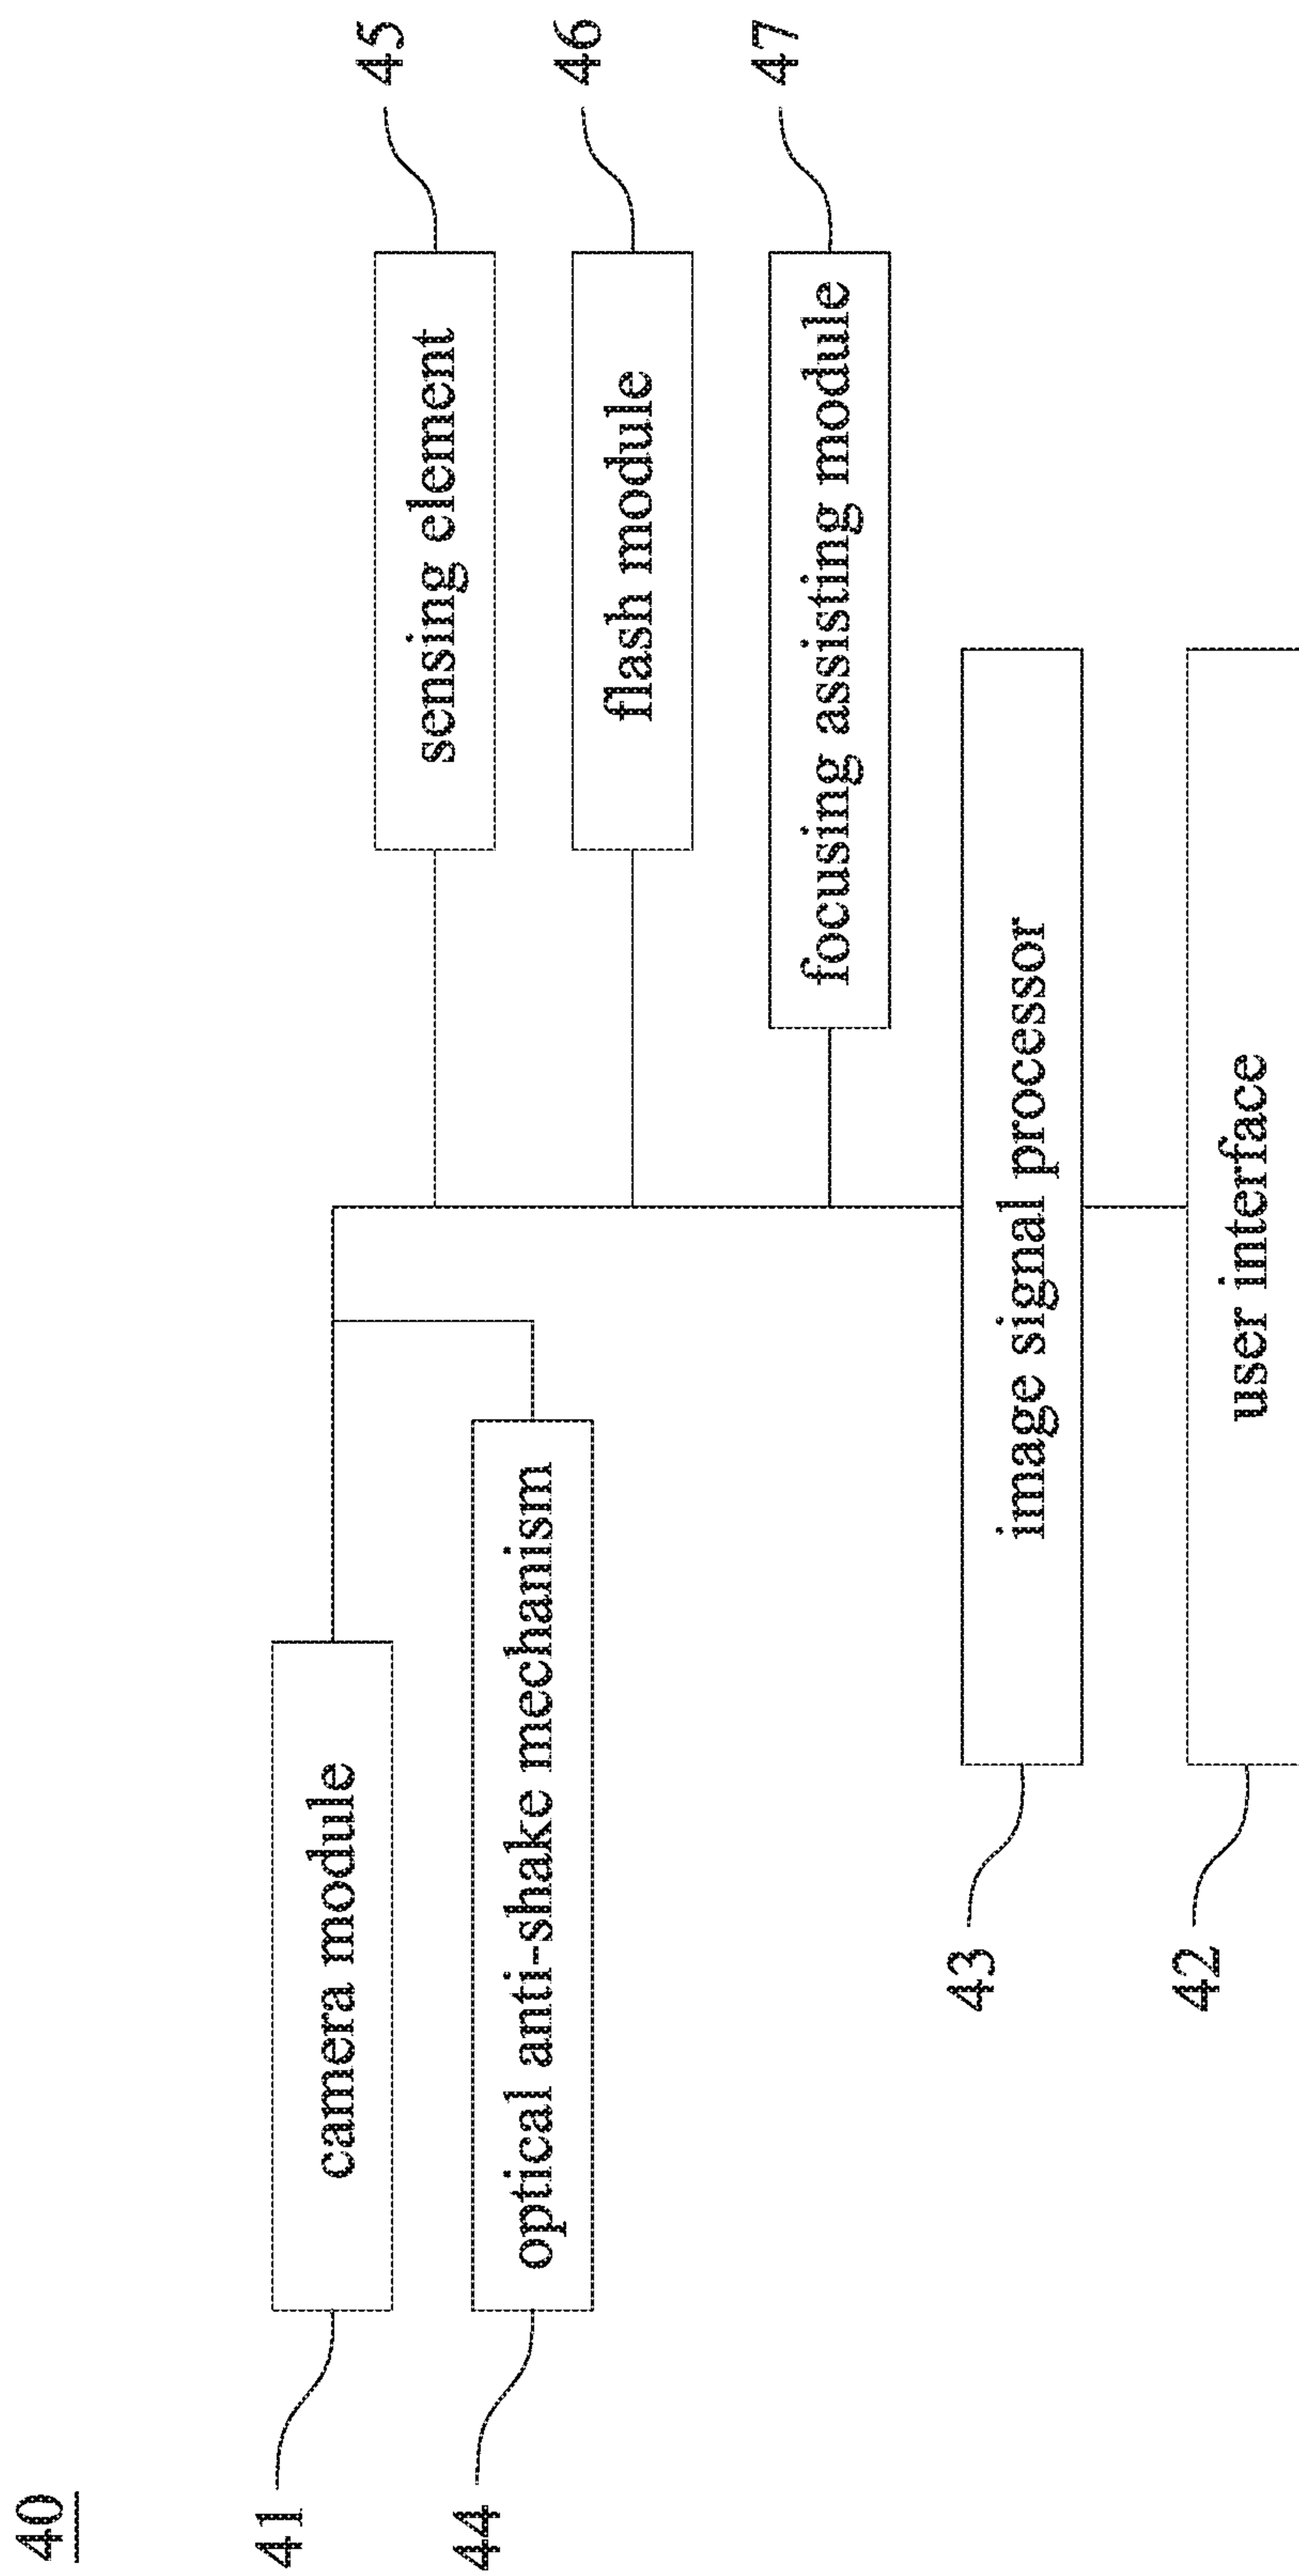 40
41
camera module
44
optical anti-shake mechanism
sensing element
45
flash module
46
focusing assisting module
47
43
image signal processor
42
user interface